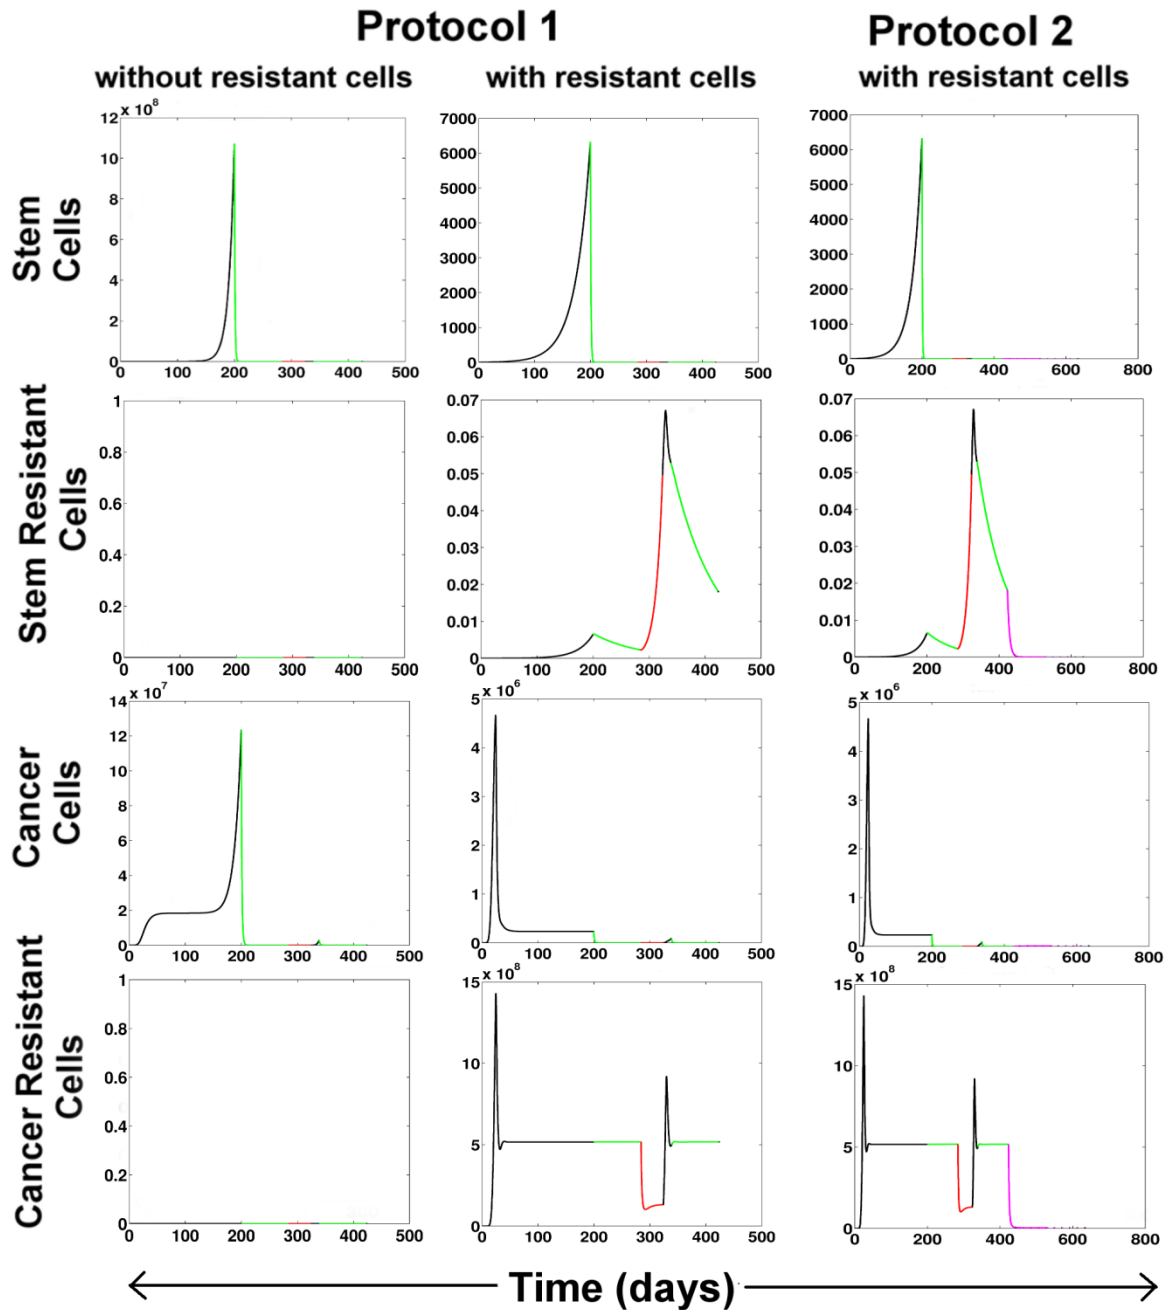 Protocol 1
Protocol 2
without resistant cells
with resistant cells
with resistant cells
Stem
Cells
x 10^8
12
10
8
6
4
2
0
0 100 200 300 400 500
7000
6000
5000
4000
3000
2000
1000
0
0 100 200 300 400 500
7000
6000
5000
4000
3000
2000
1000
0
0 200 400 600 800
Stem Resistant
Cells
1
0.8
0.6
0.4
0.2
0
0 100 200 300 400 500
0.07
0.06
0.05
0.04
0.03
0.02
0.01
0
0 100 200 300 400 500
0.07
0.06
0.05
0.04
0.03
0.02
0.01
0
0 200 400 600 800
Cancer
Cells
x 10^7
14
12
10
8
6
4
2
0
0 100 200 300 400 500
x 10^6
5
4
3
2
1
0
0 100 200 300 400 500
x 10^6
5
4
3
2
1
0
0 200 400 600 800
Cancer Resistant
Cells
1
0.8
0.6
0.4
0.2
0
0 100 200 300 400 500
x 10^8
15
10
5
0
0 100 200 300 400 500
x 10^8
15
10
5
0
0 200 400 600 800
Time (days)